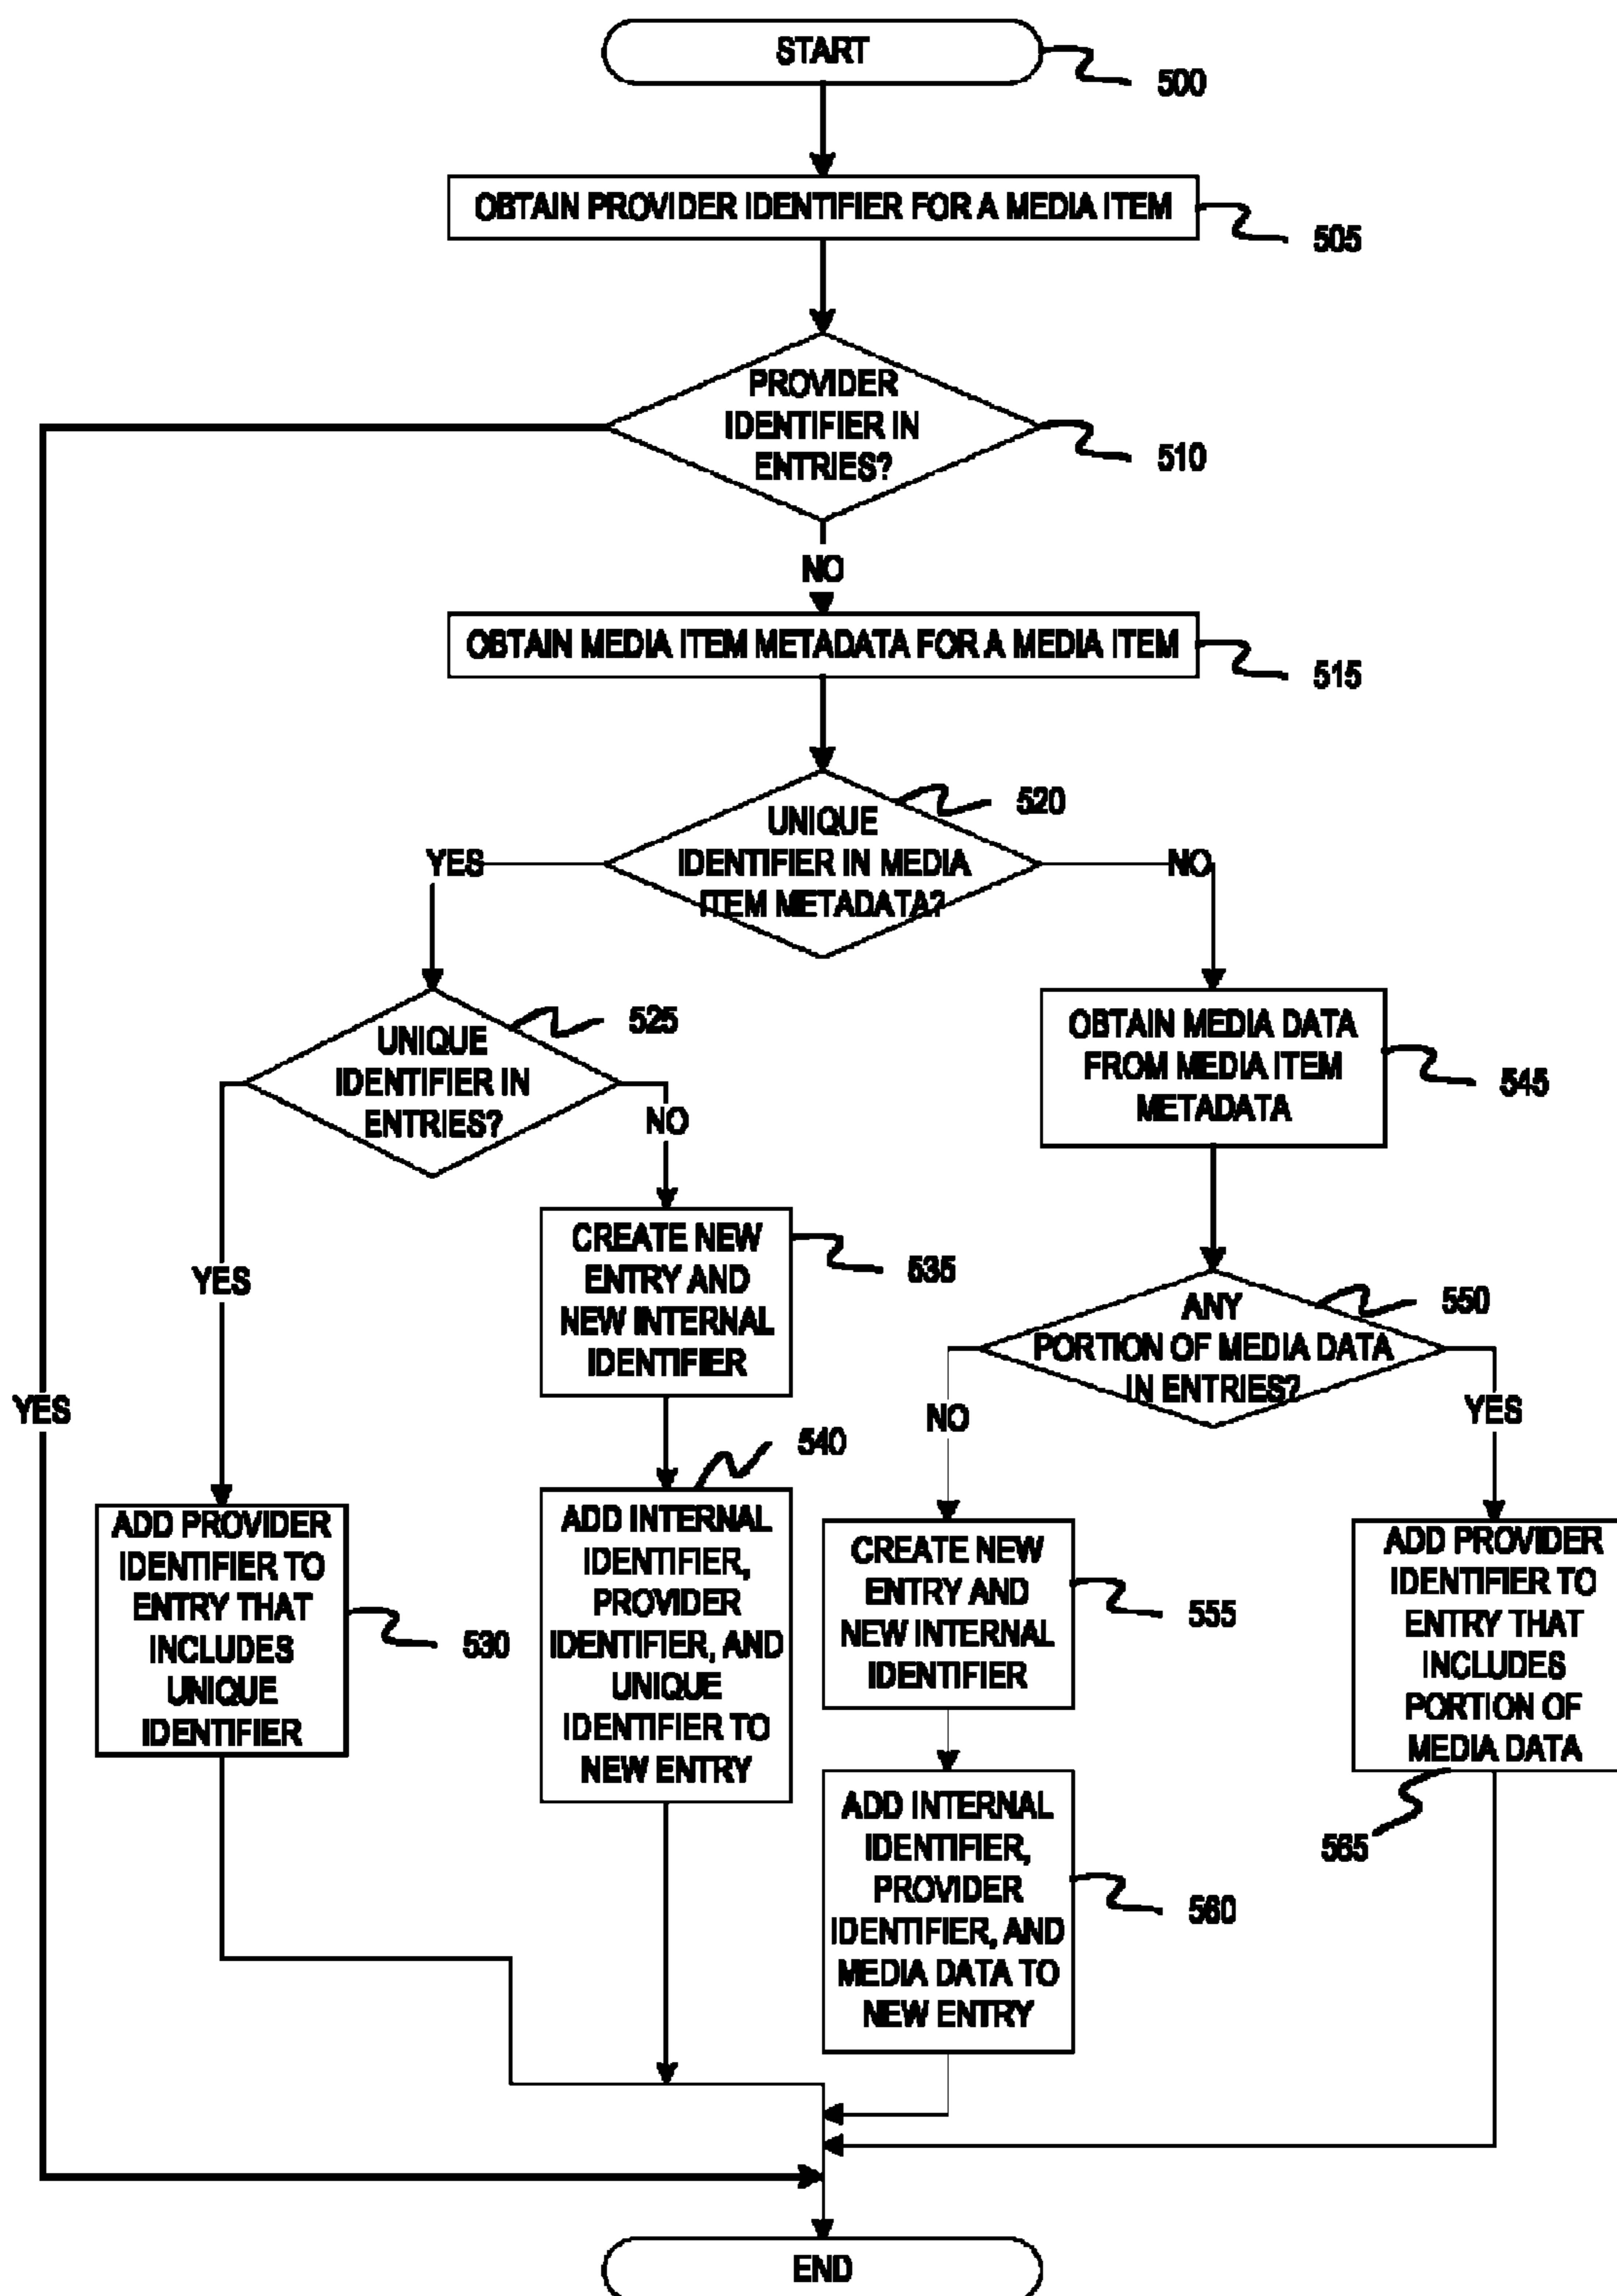 START
500
OBTAIN PROVIDER IDENTIFIER FOR A MEDIA ITEM
505
PROVIDER
IDENTIFIER IN
ENTRIES?
510
NO
OBTAIN MEDIA ITEM METADATA FOR A MEDIA ITEM
515
UNIQUE
IDENTIFIER IN MEDIA
ITEM METADATA?
520
YES
NO
UNIQUE
IDENTIFIER IN
ENTRIES?
525
OBTAIN MEDIA DATA
FROM MEDIA ITEM
METADATA
545
NO
YES
CREATE NEW
ENTRY AND
NEW INTERNAL
IDENTIFIER
535
ANY
PORTION OF MEDIA DATA
IN ENTRIES?
550
YES
NO
YES
ADD PROVIDER
IDENTIFIER TO
ENTRY THAT
INCLUDES
UNIQUE
IDENTIFIER
530
ADD INTERNAL
IDENTIFIER,
PROVIDER
IDENTIFIER, AND
UNIQUE
IDENTIFIER TO
NEW ENTRY
540
CREATE NEW
ENTRY AND
NEW INTERNAL
IDENTIFIER
555
ADD PROVIDER
IDENTIFIER TO
ENTRY THAT
INCLUDES
PORTION OF
MEDIA DATA
565
ADD INTERNAL
IDENTIFIER,
PROVIDER
IDENTIFIER, AND
MEDIA DATA TO
NEW ENTRY
560
END